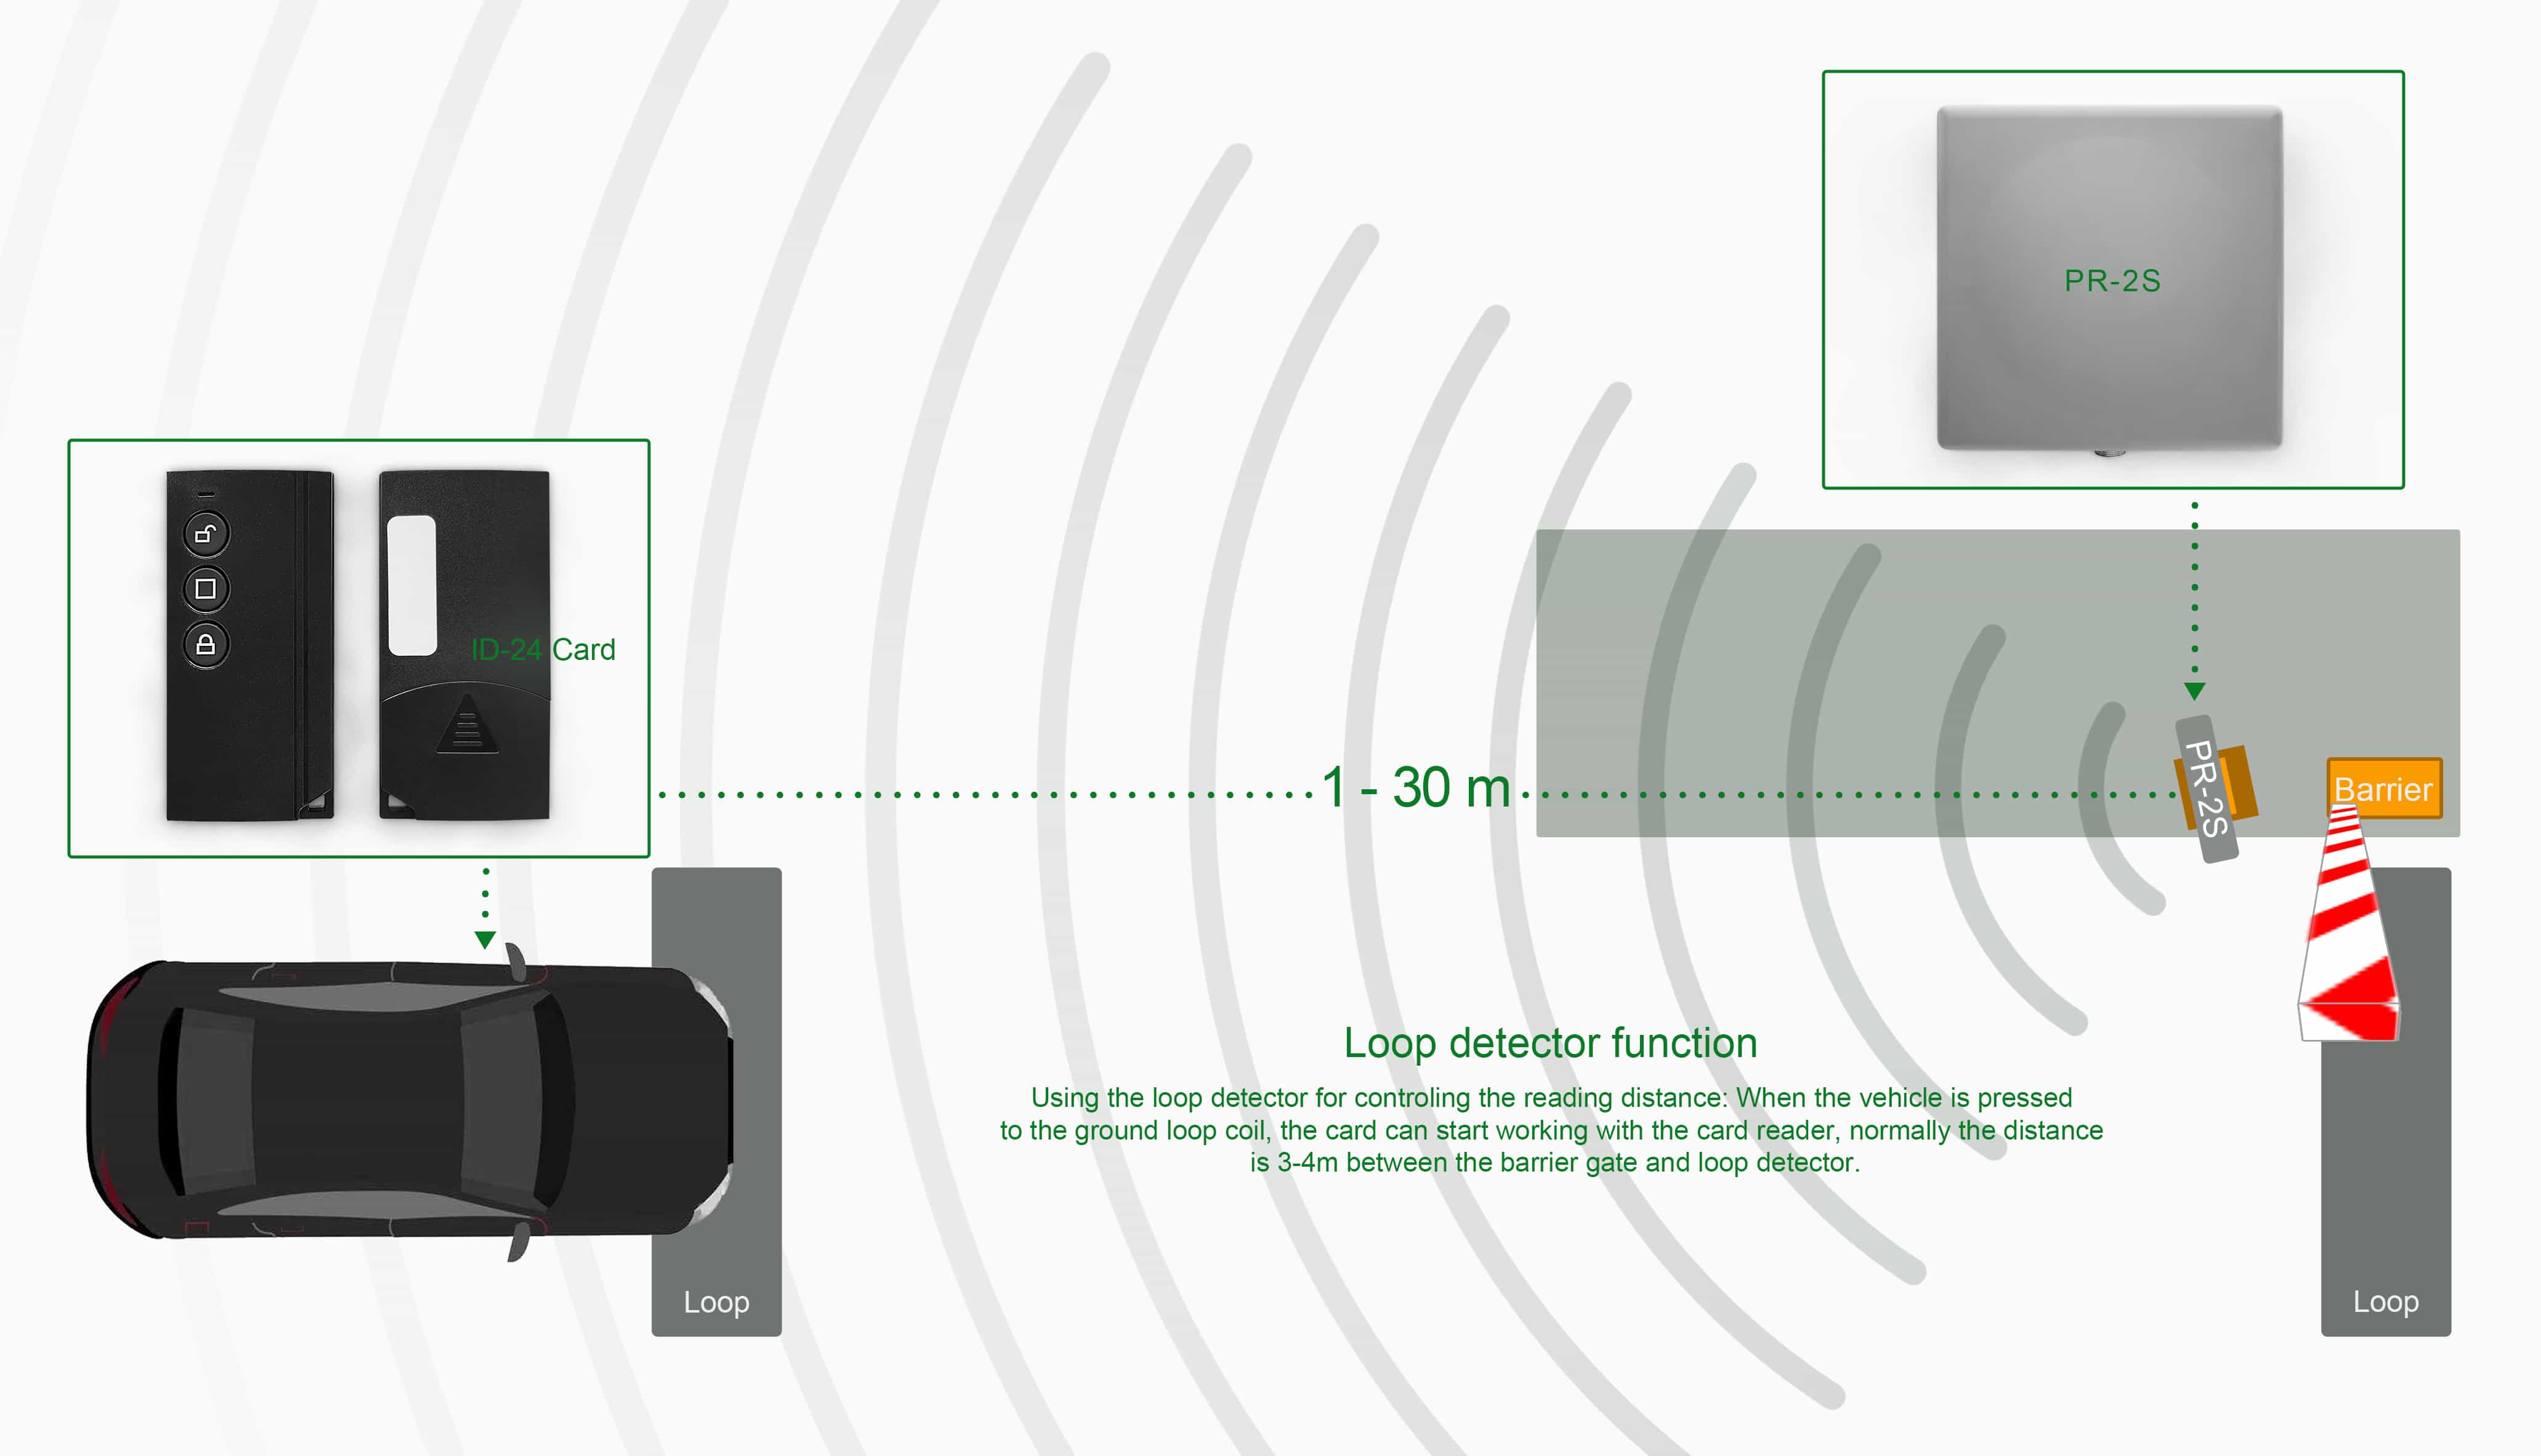 PR-2S
ID-24 Card
1 - 30 m
PR-2S
Barrier
Loop detector function
Using the loop detector for controling the reading distance: When the vehicle is pressed
to the ground loop coil, the card can start working with the card reader, normally the distance
is 3-4m between the barrier gate and loop detector.
Loop
Loop